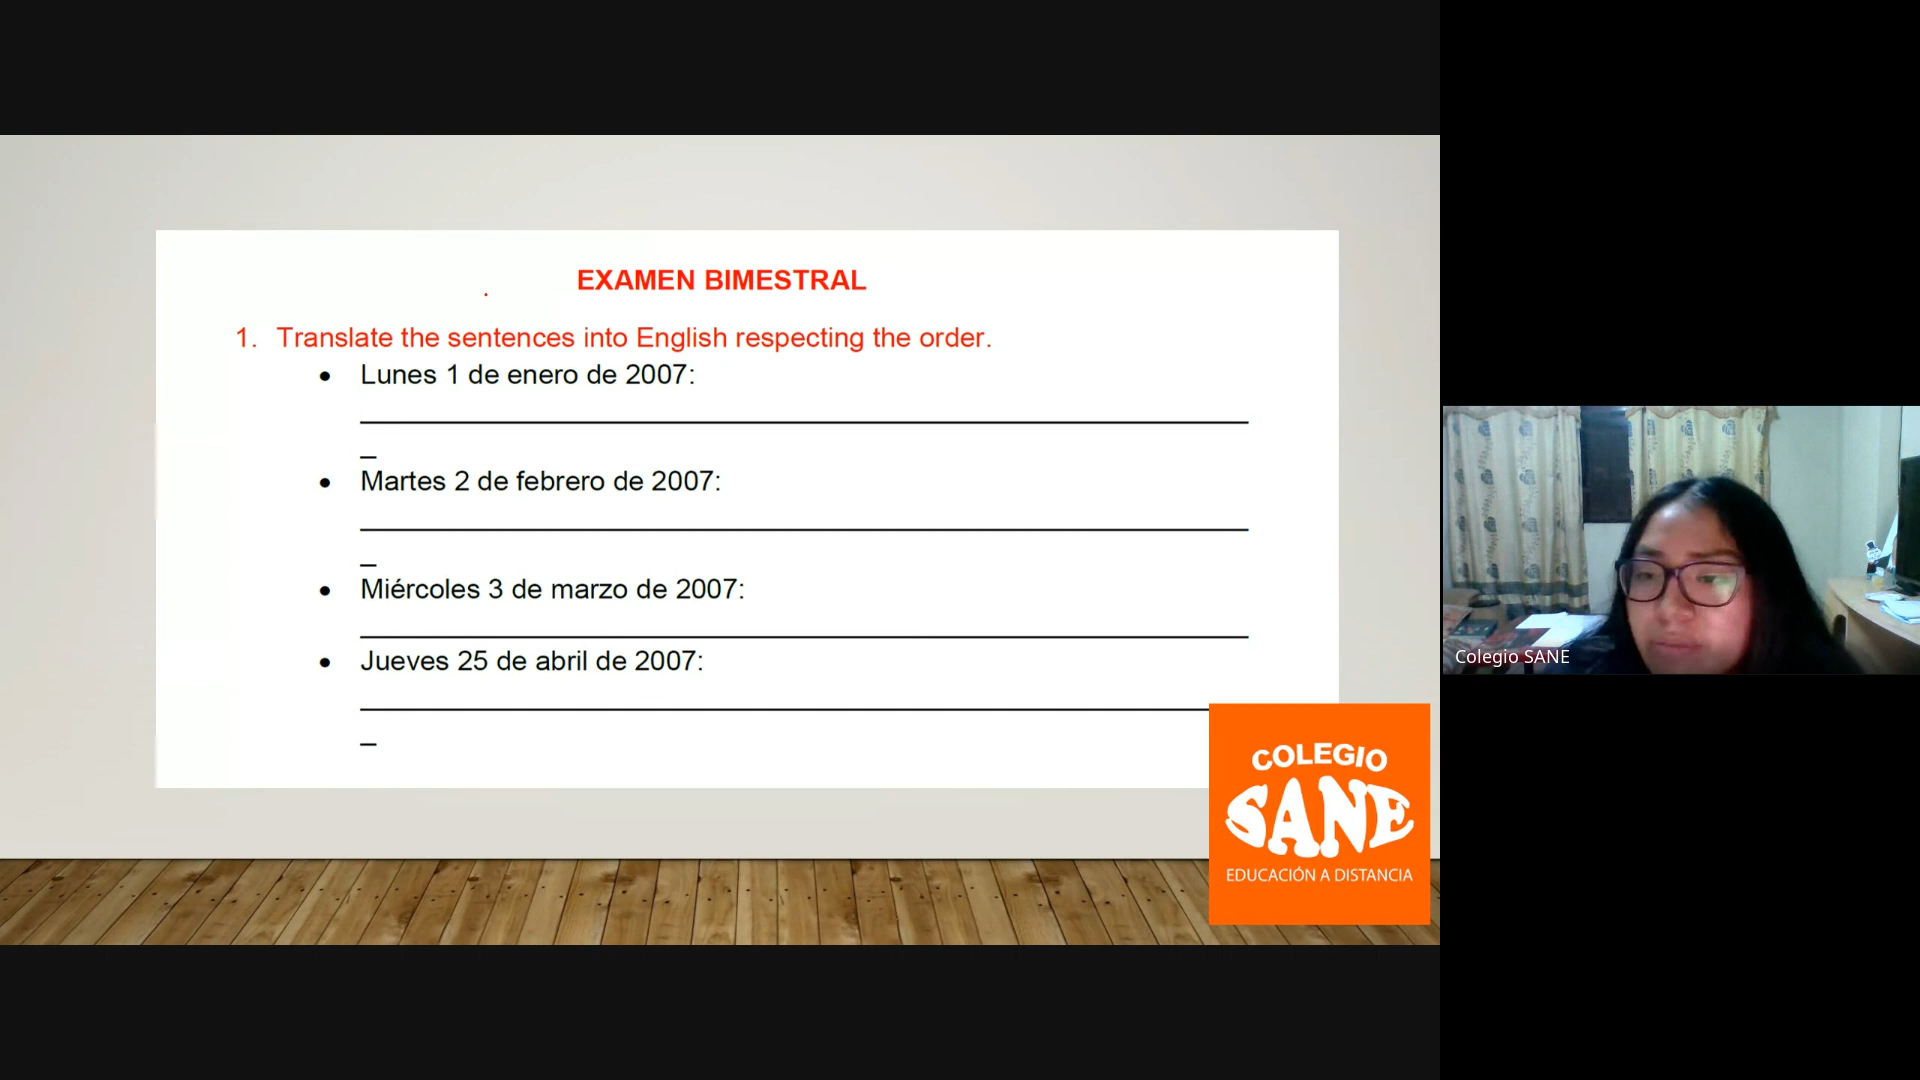 EXAMEN BIMESTRAL
1. Translate the sentences into English respecting the order.
• Lunes 1 de enero de 2007:
• Martes 2 de febrero de 2007:
• Miércoles 3 de marzo de 2007:
• Jueves 25 de abril de 2007:
COLEGIO
SANE
EDUCACIÓN A DISTANCIA
Colegio SANE